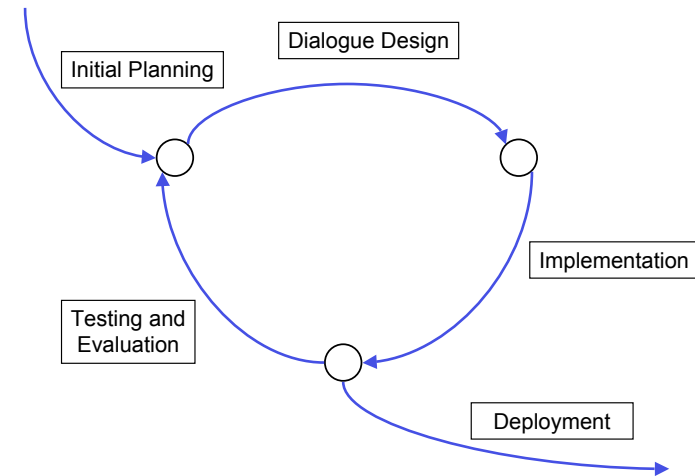 Dialogue Design
Initial Planning
Implementation
Testing and
Evaluation
Deployment